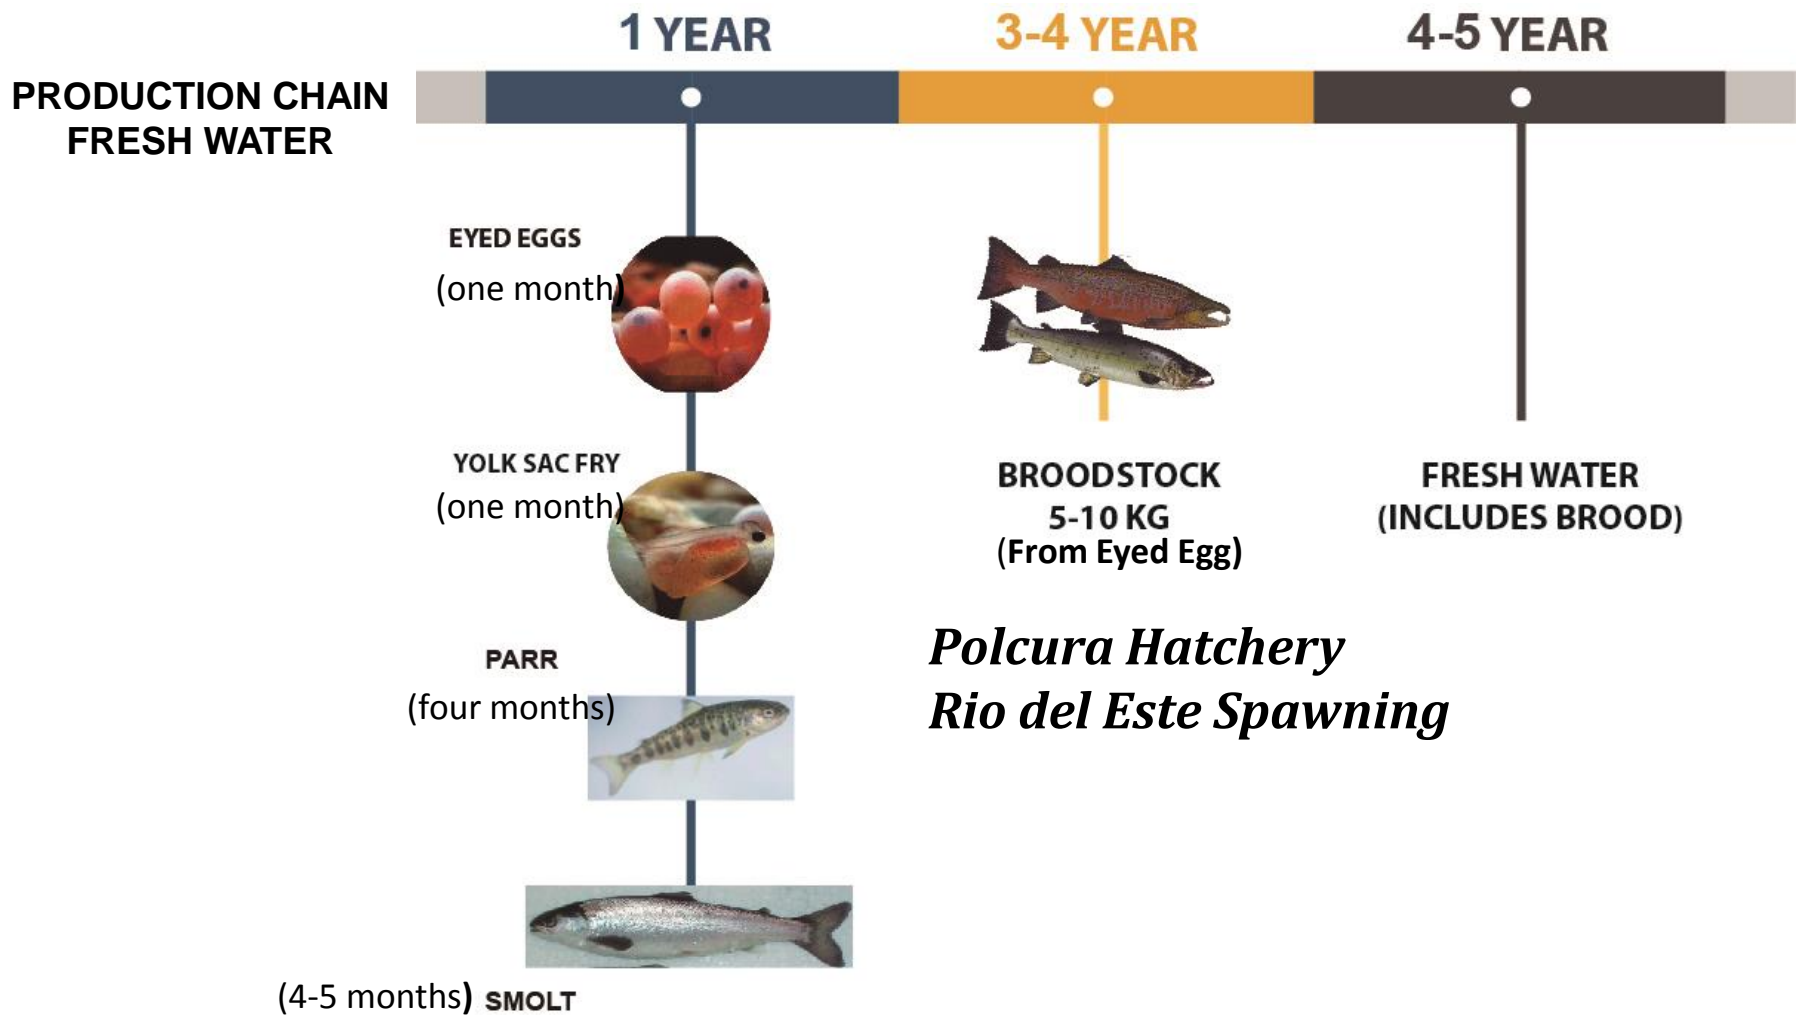 1 YEAR
3-4 YEAR
4-5 YEAR
PRODUCTION CHAIN
FRESH WATER
EYED EGGS
(one month)
YOLK SAC FRY
(one month)
PARR
(four months)
(4-5 months) SMOLT
BROODSTOCK
5-10 KG
(From Eyed Egg)
FRESH WATER
(INCLUDES BROOD)
Polcura Hatchery
Rio del Este Spawning